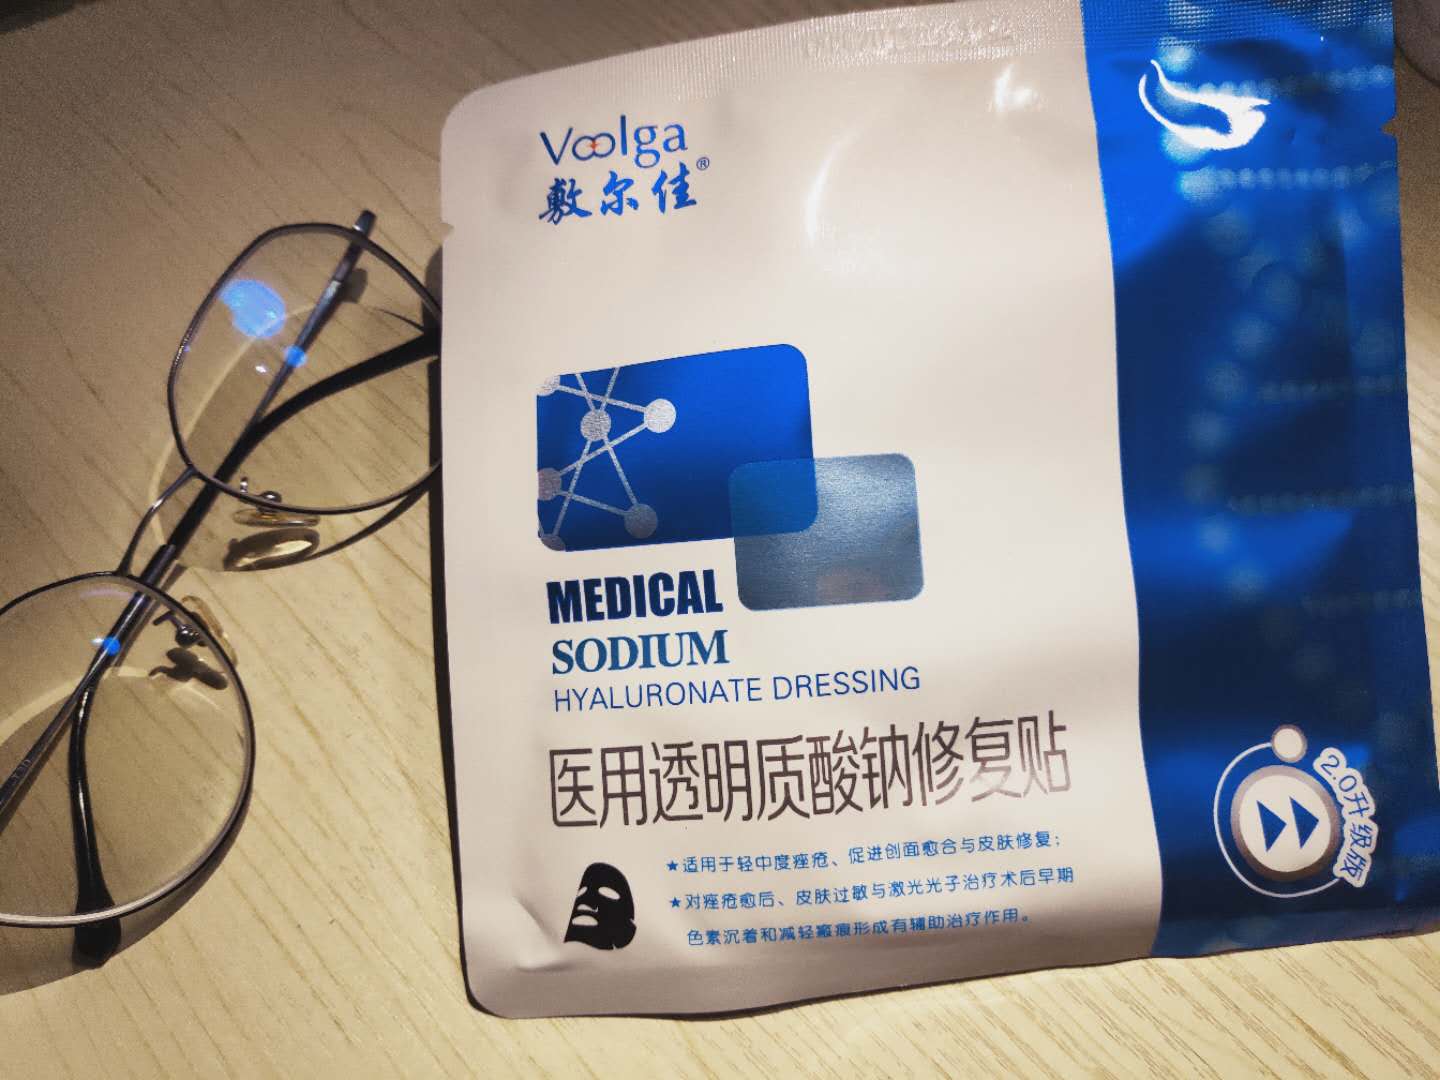 Voolga
敷尔佳®
MEDICAL
SODIUM
HYALURONATE DRESSING
医用透明质酸钠修复贴
★适用于轻中度痤疮、促进创面愈合与皮肤修复;
★对痤疮愈后、皮肤过敏与激光光子治疗术后早期
色素沉着和减轻瘢痕形成有辅助治疗作用。
2.0升级版